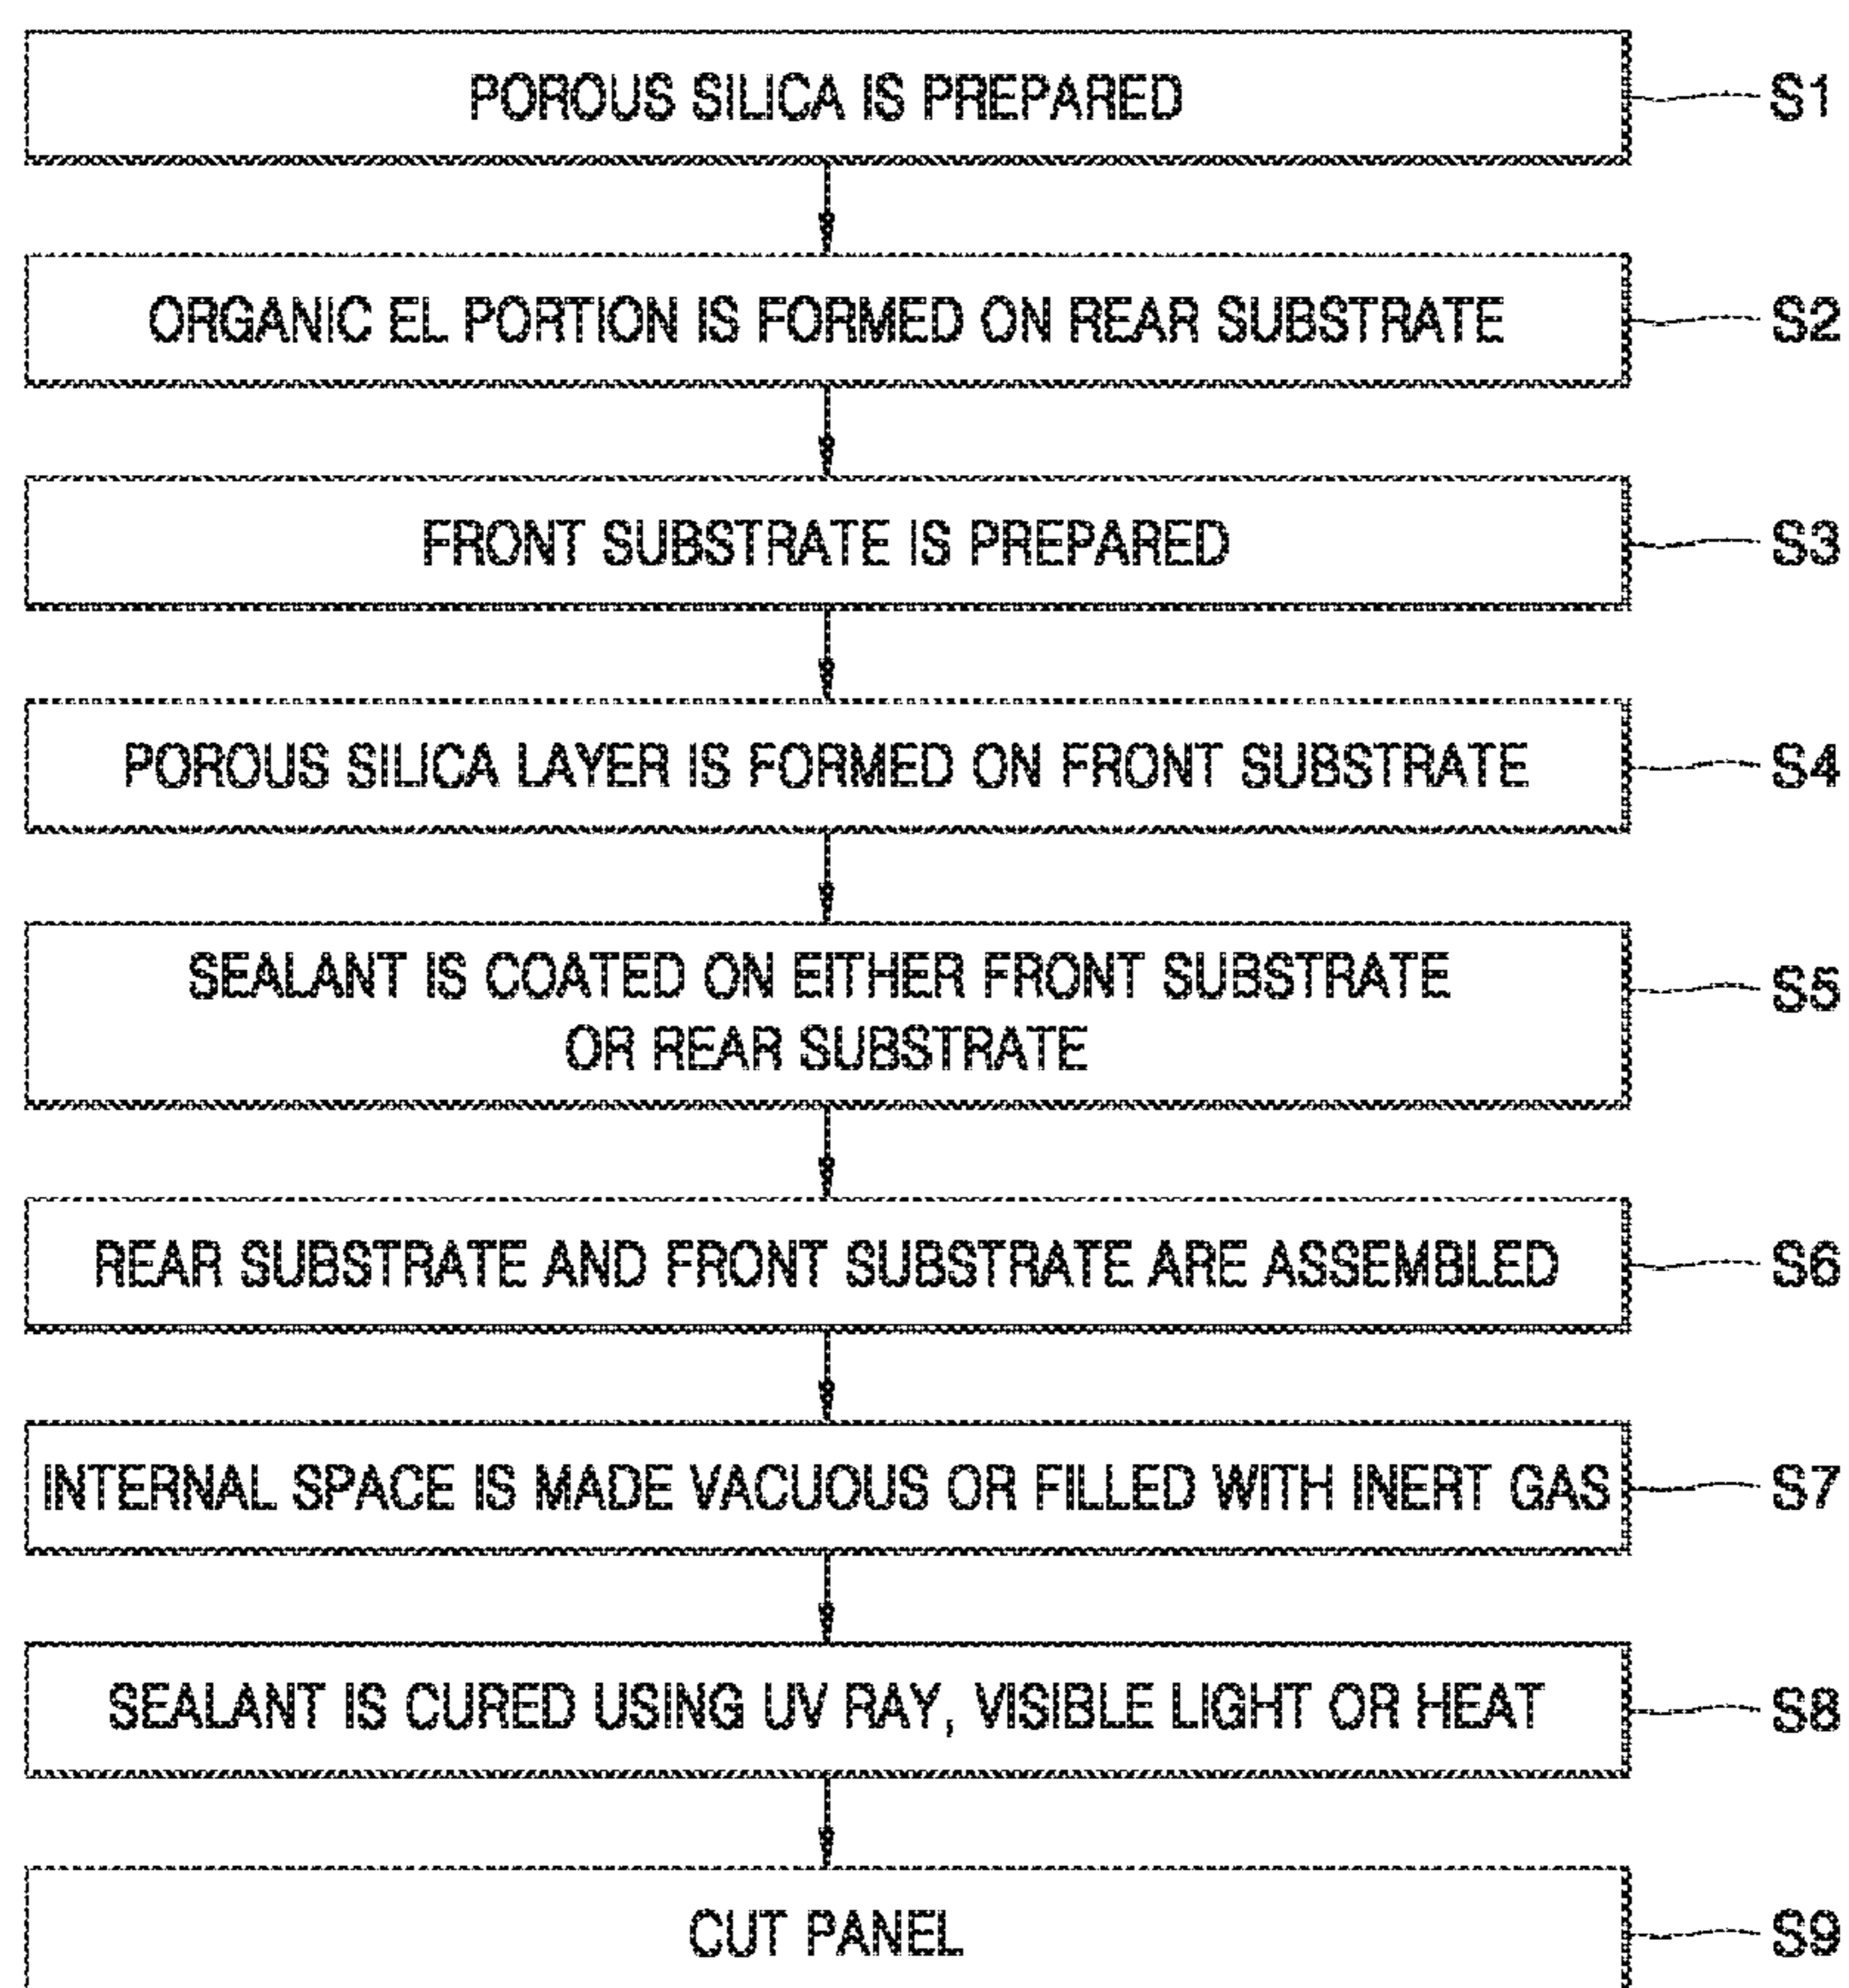 POROUS SILICA IS PREPARED
S1
ORGANIC EL PORTION IS FORMED ON REAR SUBSTRATE
S2
FRONT SUBSTRATE IS PREPARED
S3
POROUS SILICA LAYER IS FORMED ON FRONT SUBSTRATE
S4
SEALANT IS COATED ON EITHER FRONT SUBSTRATE
OR REAR SUBSTRATE
S5
REAR SUBSTRATE AND FRONT SUBSTRATE ARE ASSEMBLED
S6
INTERNAL SPACE IS MADE VACUOUS OR FILLED WITH INERT GAS
S7
SEALANT IS CURED USING UV RAY, VISIBLE LIGHT OR HEAT
S8
CUT PANEL
S9